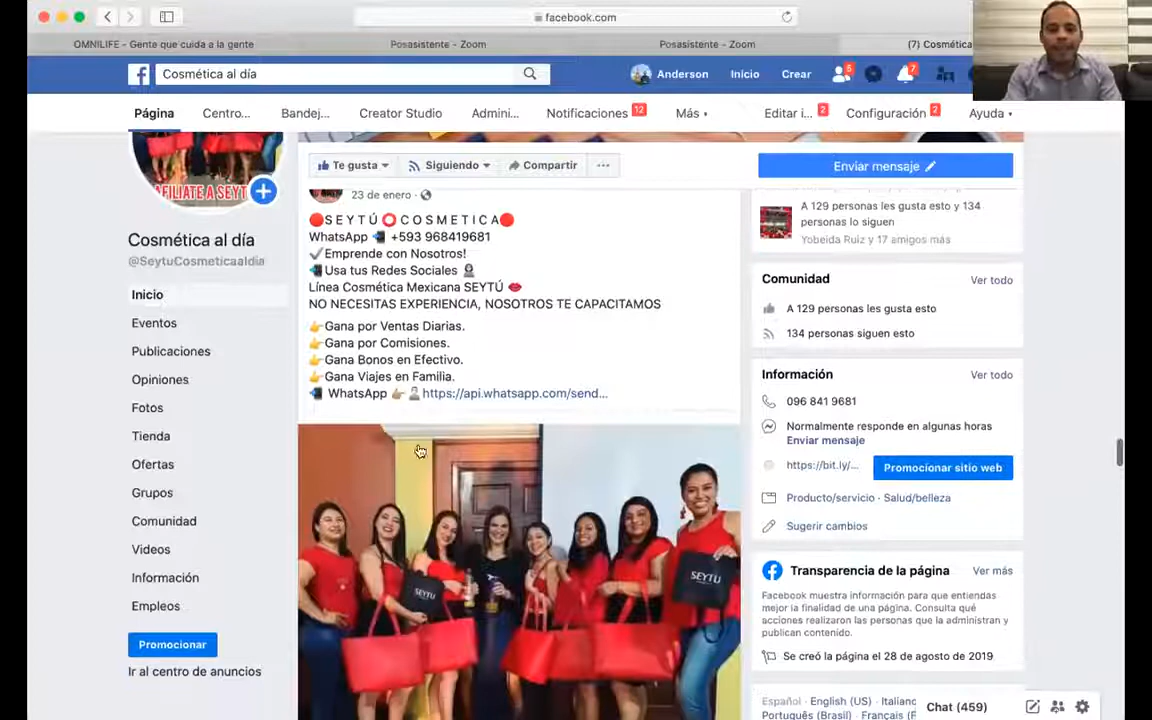 facebook.com
OMNILIFE - Gente que cuida a la gente
Posasistente - Zoom
Posasistente - Zoom
(7) Cosmética
Cosmética al día
Anderson
Inicio
Crear
5
7
Página
Centro...
Bandej...
Creator Studio
Admini...
Notificaciones 12
Más
Editar i... 2
Configuración 2
Ayuda
AFILIATE A SEYT
Te gusta
Siguiendo
Compartir
...
Enviar mensaje
Cosmética al día
@SeytuCosmeticaaldia
Inicio
Eventos
Publicaciones
Opiniones
Fotos
Tienda
Ofertas
Grupos
Comunidad
Videos
Información
Empleos
Promocionar
Ir al centro de anuncios
23 de enero ·
🔴S E Y T Ú ⭕ C O S M E T I C A🔴
WhatsApp 📲 +593 968419681
✔Emprende con Nosotros!
📲Usa tus Redes Sociales 👤
Línea Cosmética Mexicana SEYTÚ 👄
NO NECESITAS EXPERIENCIA, NOSOTROS TE CAPACITAMOS
👉Gana por Ventas Diarias.
👉Gana por Comisiones.
👉Gana Bonos en Efectivo.
👉Gana Viajes en Familia.
📲 WhatsApp 👉 👤https://api.whatsapp.com/send...
SEYTÚ
SEYTÚ
A 129 personas les gusta esto y 134
personas lo siguen
Yobeida Ruiz y 17 amigos más
Comunidad
Ver todo
A 129 personas les gusta esto
134 personas siguen esto
Información
Ver todo
096 841 9681
Normalmente responde en algunas horas
Enviar mensaje
https://bit.ly/...
Promocionar sitio web
Producto/servicio · Salud/belleza
Sugerir cambios
Transparencia de la página
Ver más
Facebook muestra información para que entiendas
mejor la finalidad de una página. Consulta qué
acciones realizaron las personas que la administran y
publican contenido.
Se creó la página el 28 de agosto de 2019
Español · English (US) · Italiano
Português (Brasil) · Français (F
Chat (459)